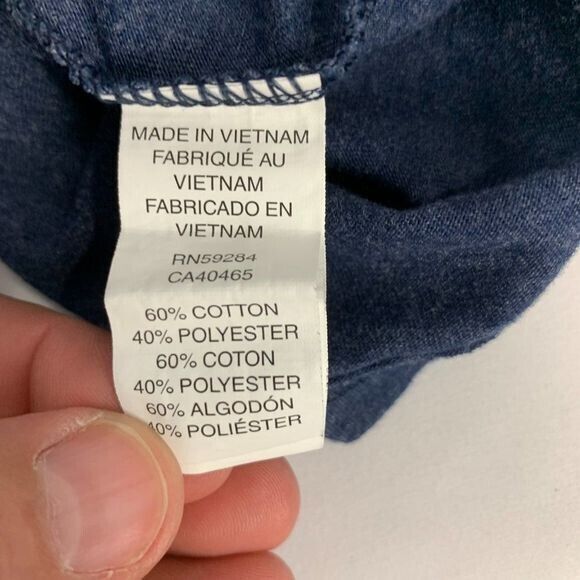 MADE IN VIETNAM
FABRIQUÉ AU
VIETNAM
FABRICADO EN
VIETNAM
RN59284
CA40465
60% COTTON
40% POLYESTER
60% COTON
40% POLYESTER
60% ALGODÓN
40% POLIÉSTER